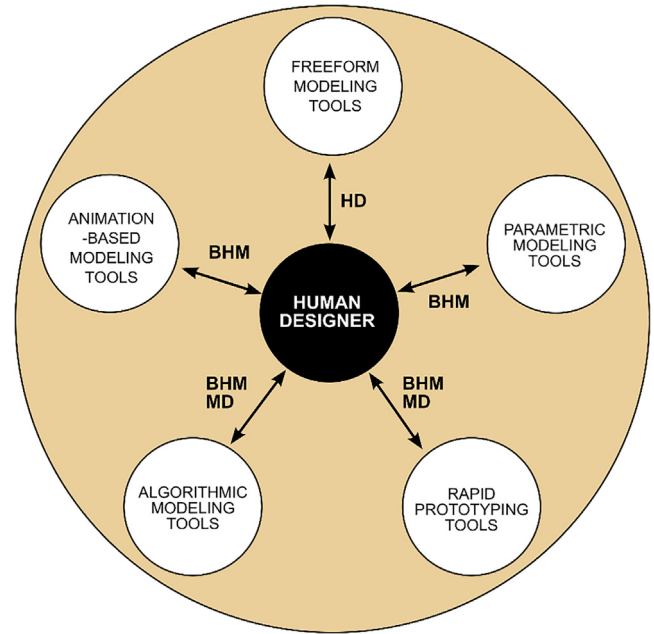 FREEFORM
MODELING
TOOLS
HD
ANIMATION
-BASED
MODELING
TOOLS
BHM
PARAMETRIC
MODELING
TOOLS
BHM
HUMAN
DESIGNER
BHM
MD
BHM
MD
ALGORITHMIC
MODELING
TOOLS
RAPID
PROTOTYPING
TOOLS